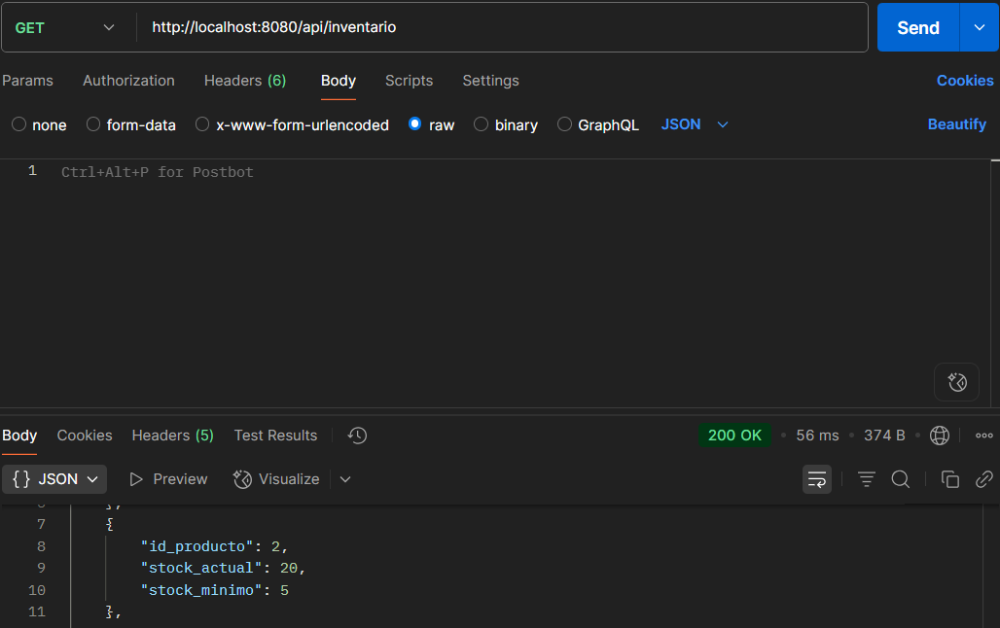 GET http://localhost:8080/api/inventario Send
Params Authorization Headers (6) Body Scripts Settings Cookies
none form-data x-www-form-urlencoded raw binary GraphQL JSON Beautify
1 Ctrl+Alt+P for Postbot
Body Cookies Headers (5) Test Results 200 OK • 56 ms • 374 B •
{} JSON Preview Visualize
7 {
8 "id_producto": 2,
9 "stock_actual": 20,
10 "stock_minimo": 5
11 },